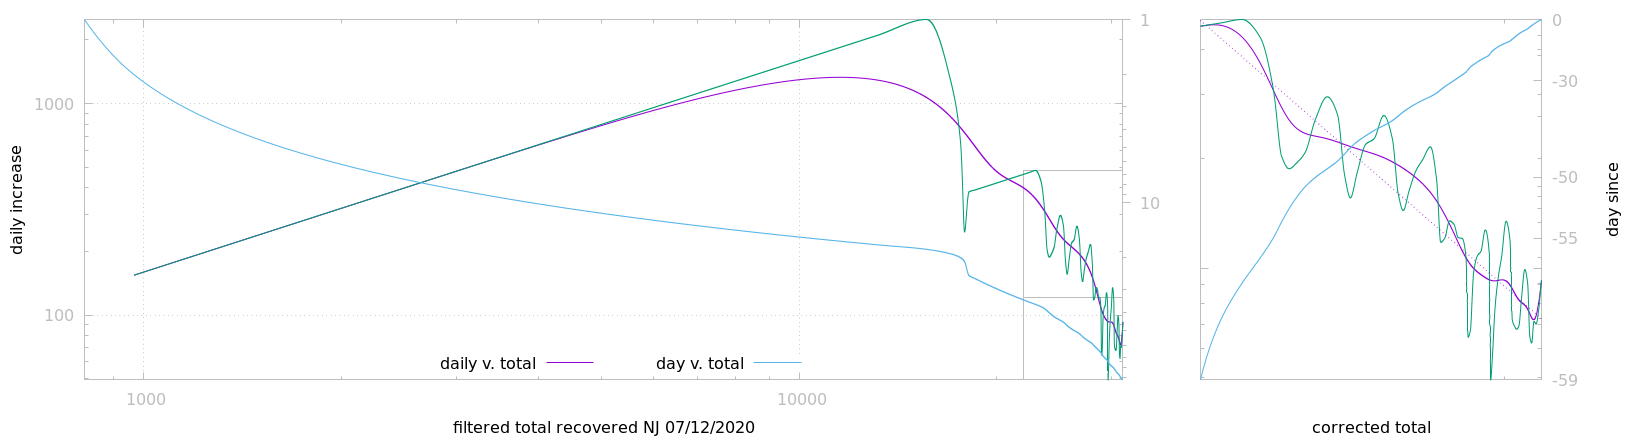 1
0
1000
-30
daily increase
-50
day since
10
-55
100
daily v. total
day v. total
-59
1000
10000
filtered total recovered NJ 07/12/2020
corrected total